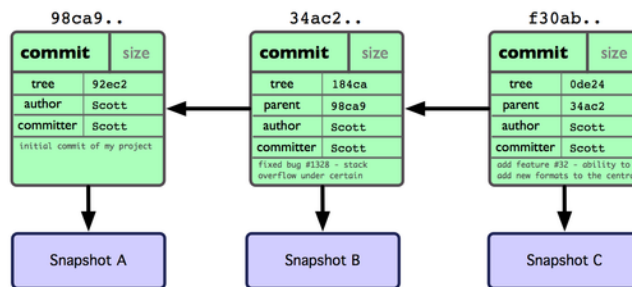 98ca9..
34ac2..
f30ab..
commit size
tree 92ec2
author Scott
committer Scott
initial commit of my project
commit size
tree 184ca
parent 98ca9
author Scott
committer Scott
fixed bug #1328 - stack
overflow under certain
commit size
tree 0de24
parent 34ac2
author Scott
committer Scott
add feature #32 - ability to
add new formats to the
Snapshot A
Snapshot B
Snapshot C